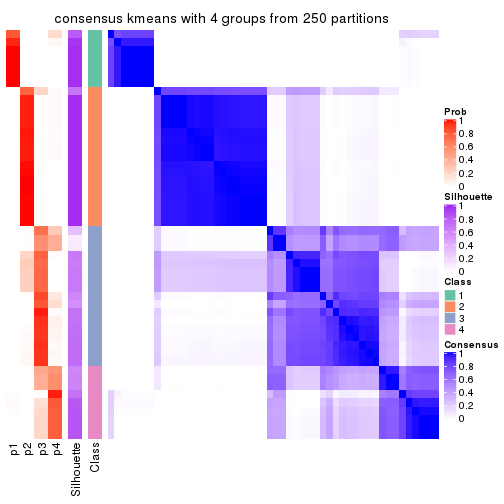 consensus kmeans with 4 groups from 250 partitions
Prob
1
0.8
0.6
0.4
0.2
0
Silhouette
1
0.8
0.6
0.4
0.2
0
Class
1
2
3
4
Consensus
1
0.8
0.6
0.4
0.2
0
p1
p2
p3
p4
Silhouette
Class